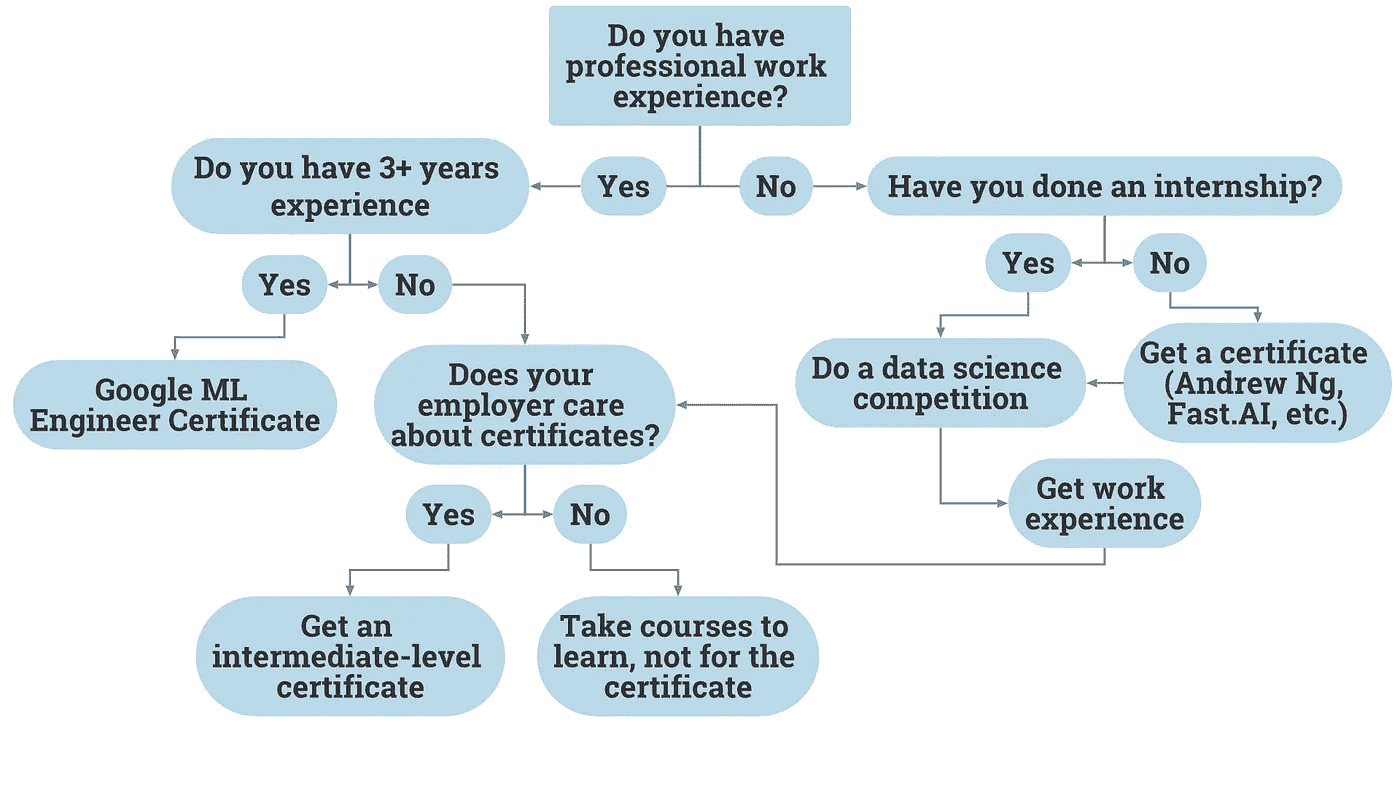 Do you have
professional work
experience?
Do you have 3+ years
experience
Yes
No
Have you done an internship?
Yes
No
Yes
No
Google ML
Engineer Certificate
Does your
employer care
about certificates?
Do a data science
competition
Get a certificate
(Andrew Ng,
Fast.AI, etc.)
Get work
experience
Yes
No
Get an
intermediate-level
certificate
Take courses to
learn, not for the
certificate